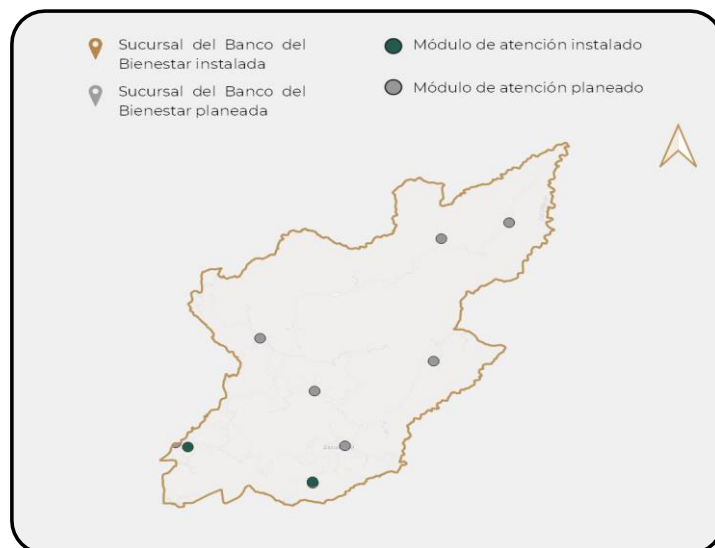 Sucursal del Banco del
Bienestar instalada
Sucursal del Banco del
Bienestar planeada
Módulo de atención instalado
Módulo de atención planeado